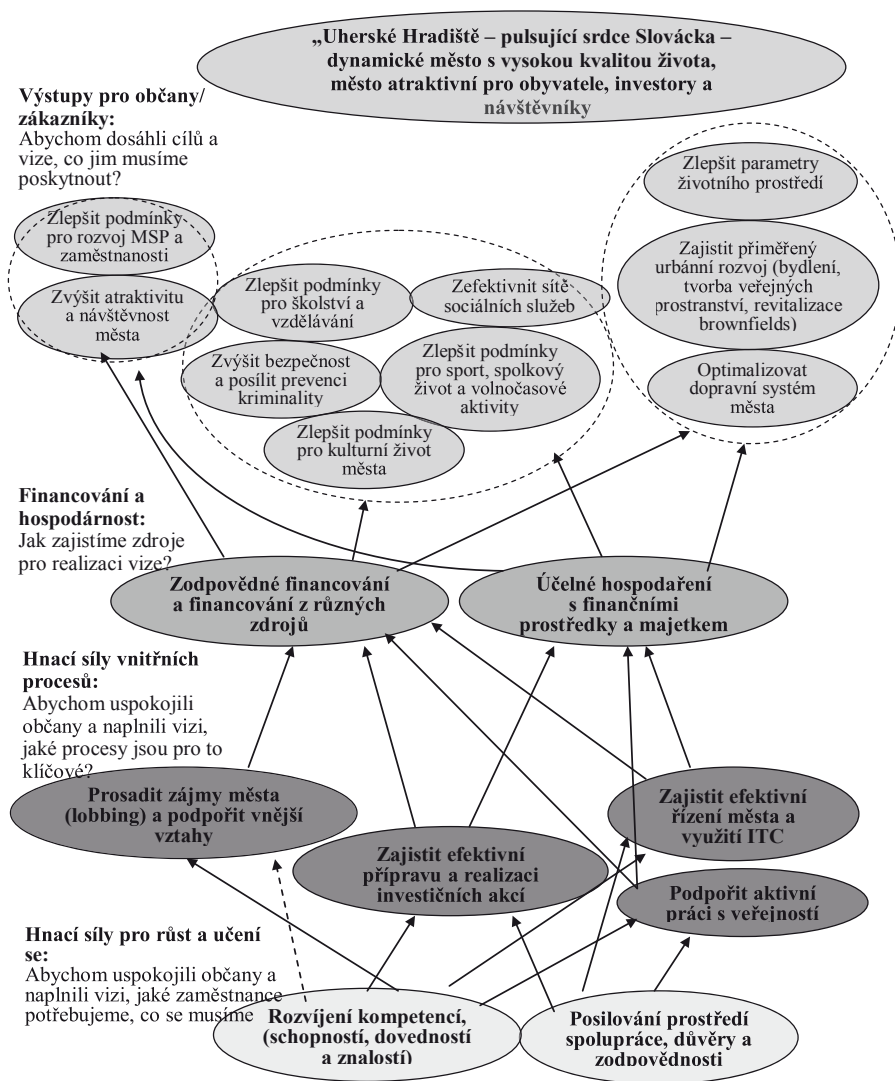 „Uherské Hradiště – pulsující srdce Slovácka –
dynamické město s vysokou kvalitou života,
město atraktivní pro obyvatele, investory a
návštěvníky
Výstupy pro občany/
zákazníky:
Abychom dosáhli cílů a
vize, co jim musíme
poskytnout?
Zlepšit podmínky
pro rozvoj MSP a
zaměstnanosti
Zvýšit atraktivitu
a návštěvnost
města
Zlepšit podmínky
pro školství a
vzdělávání
Zefektivnit sítě
sociálních služeb
Zvýšit bezpečnost
a posílit prevenci
kriminality
Zlepšit podmínky
pro sport, spolkový
život a volnočasové
aktivity
Zlepšit podmínky
pro kulturní život
města
Zlepšit parametry
životního prostředí
Zajistit přiměřený
urbánní rozvoj (bydlení,
tvorba veřejných
prostranství, revitalizace
brownfields)
Optimalizovat
dopravní systém
města
Financování a
hospodárnost:
Jak zajistíme zdroje
pro realizaci vize?
Zodpovědné financování
a financování z různých
zdrojů
Účelné hospodaření
s finančními
prostředky a majetkem
Hnací síly vnitřních
procesů:
Abychom uspokojili
občany a naplnili vizi,
jaké procesy jsou pro to
klíčové?
Prosadit zájmy města
(lobbing) a podpořit vnější
vztahy
Zajistit efektivní
přípravu a realizaci
investičních akcí
Zajistit efektivní
řízení města a
využití ITC
Podpořit aktivní
práci s veřejností
Hnací síly pro růst a učení
se:
Abychom uspokojili občany a
naplnili vizi, jaké zaměstnance
potřebujeme, co se musíme
Rozvíjení kompetencí,
(schopností, dovedností
a znalostí)
Posilování prostředí
spolupráce, důvěry a
zodpovědnosti